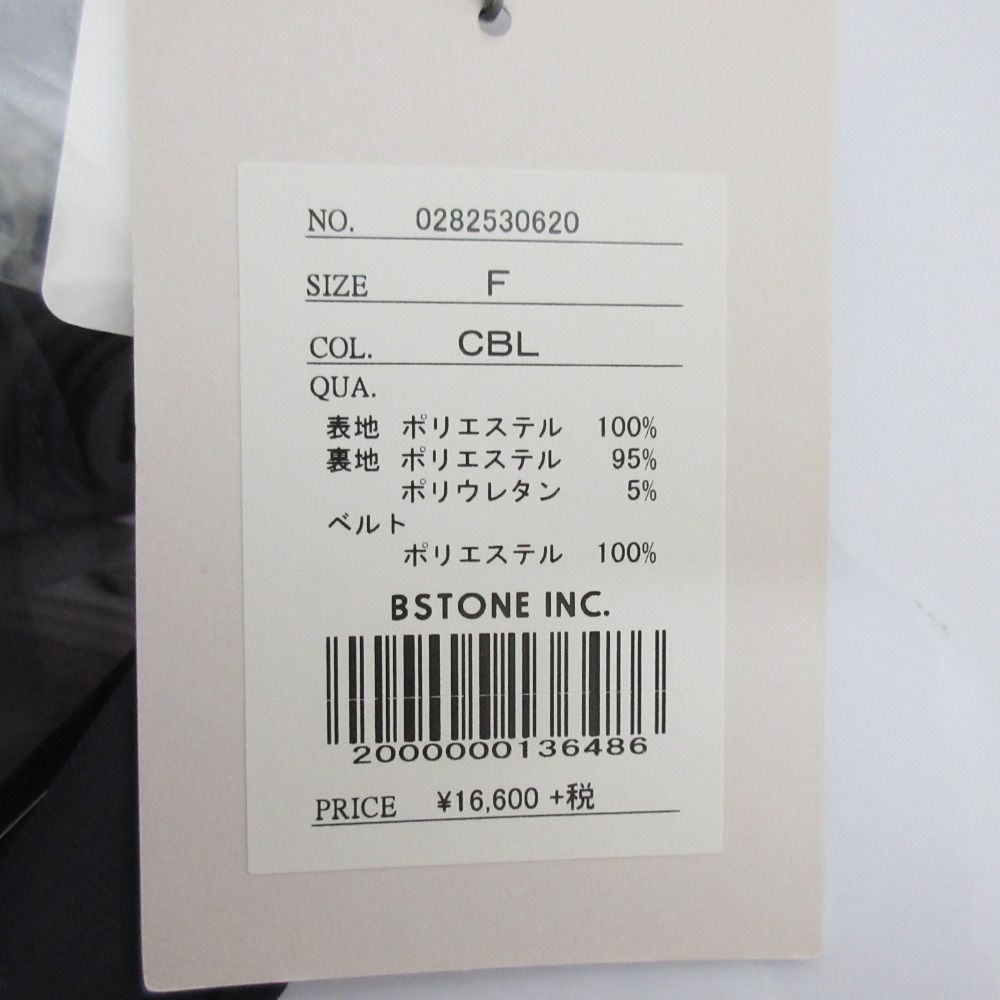 NO. 0282530620
SIZE F
COL. CBL
QUA.
表地 ポリエステル 100%
裏地 ポリエステル 95%
ポリウレタン 5%
ベルト
ポリエステル 100%
BSTONE INC.
2000000136486
PRICE ¥16,600 +税